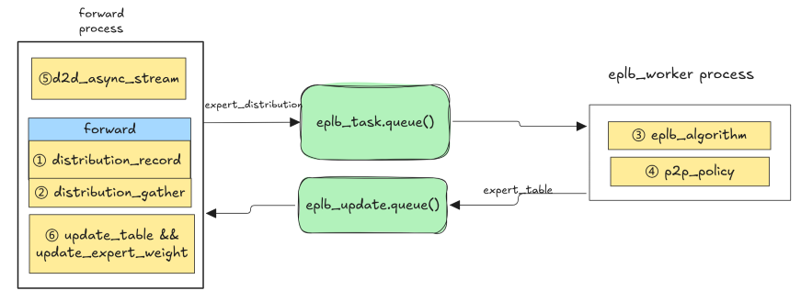 forward
process
⑤d2d_async_stream
forward
① distribution_record
② distribution_gather
⑥ update_table &&
update_expert_weight
expert_distribution
eplb_task.queue()
eplb_update.queue()
expert_table
eplb_worker process
③ eplb_algorithm
④ p2p_policy